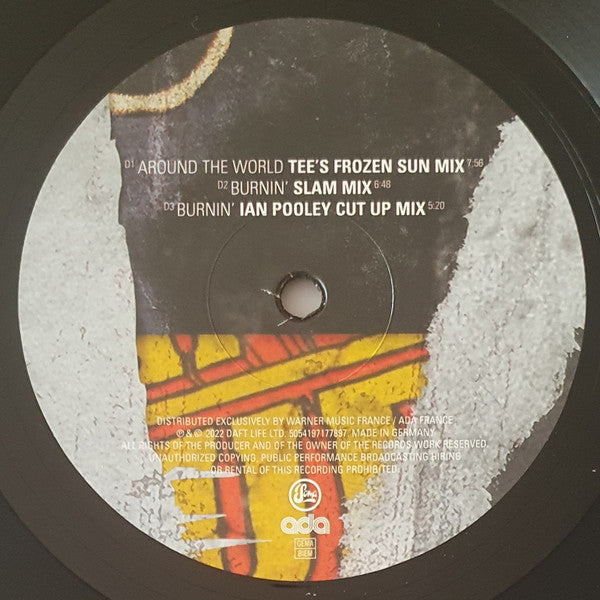 D1 AROUND THE WORLD TEE'S FROZEN SUN MIX 7:56
D2 BURNIN' SLAM MIX 6:48
D3 BURNIN' IAN POOLEY CUT UP MIX 5:20
DISTRIBUTED EXCLUSIVELY BY WARNER MUSIC FRANCE / ADA FRANCE
℗ & © 2022 DAFT LIFE LTD. 5054197177897. MADE IN GERMANY.
ALL RIGHTS OF THE PRODUCER AND OF THE OWNER OF THE RECORDS WORK RESERVED.
UNAUTHORIZED COPYING, PUBLIC PERFORMANCE BROADCASTING HIRING
OR RENTAL OF THIS RECORDING PROHIBITED.
ada
GEMA
BIEM